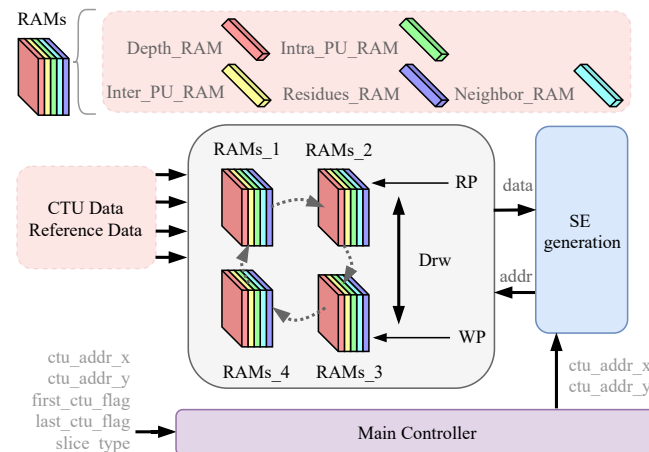 RAMs
Depth_RAM
Intra_PU_RAM
Inter_PU_RAM
Residues_RAM
Neighbor_RAM
RAMs_1
RAMs_2
RP
data
CTU Data
Reference Data
SE
generation
Drw
addr
WP
RAMs_4
RAMs_3
ctu_addr_x
ctu_addr_y
first_ctu_flag
last_ctu_flag
slice_type
ctu_addr_x
ctu_addr_y
Main Controller